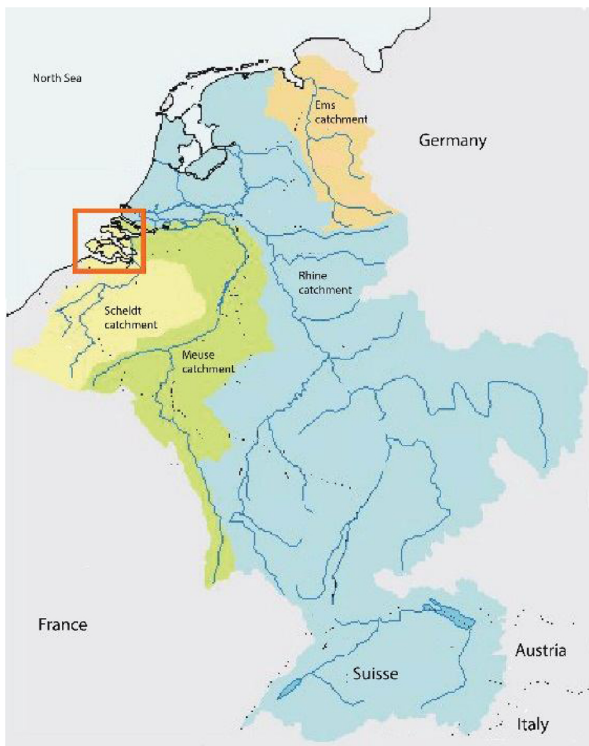 North Sea
Ems
catchment
Germany
Rhine
catchment
Scheldt
catchment
Meuse
catchment
France
Suisse
Austria
Italy